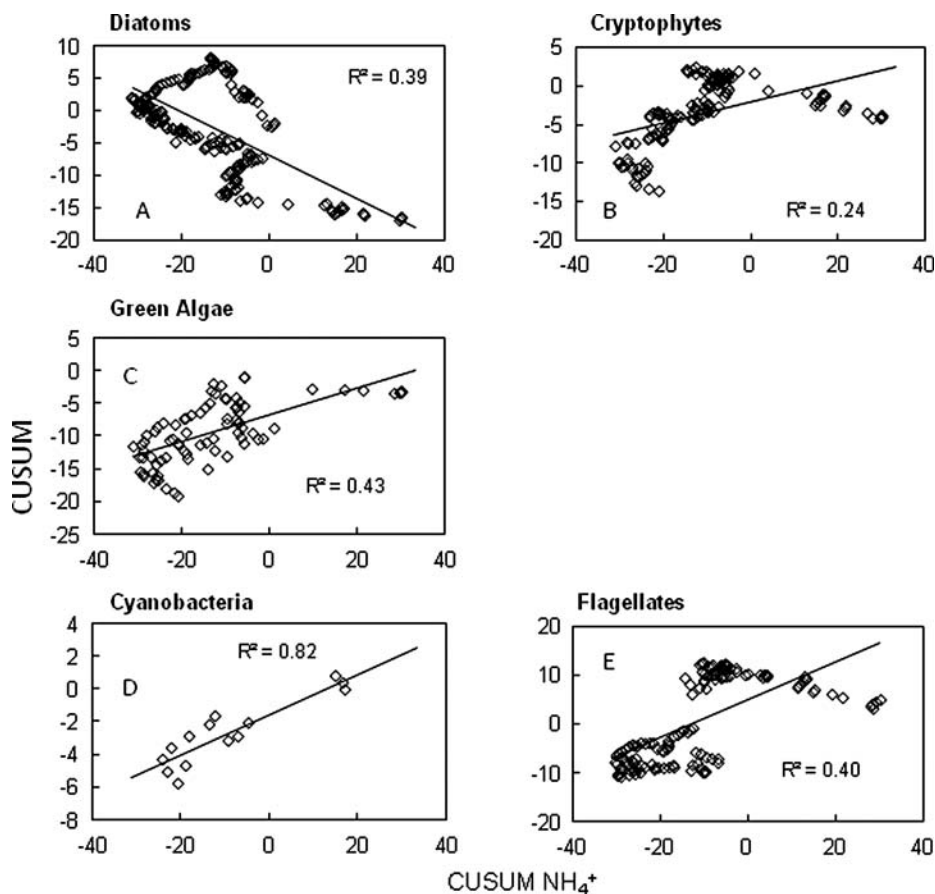 Diatoms
10
5
0
-5
-10
-15
-20
R² = 0.39
A
-40 -20 0 20 40
Cryptophytes
5
0
-5
-10
-15
-20
R² = 0.24
B
-40 -20 0 20 40
Green Algae
5
0
-5
-10
-15
-20
-25
C
R² = 0.43
-40 -20 0 20 40
CUSUM
Cyanobacteria
4
2
0
-2
-4
-6
-8
R² = 0.82
D
-40 -20 0 20 40
Flagellates
20
10
0
-10
-20
E
R² = 0.40
-40 -20 0 20 40
CUSUM NH₄⁺